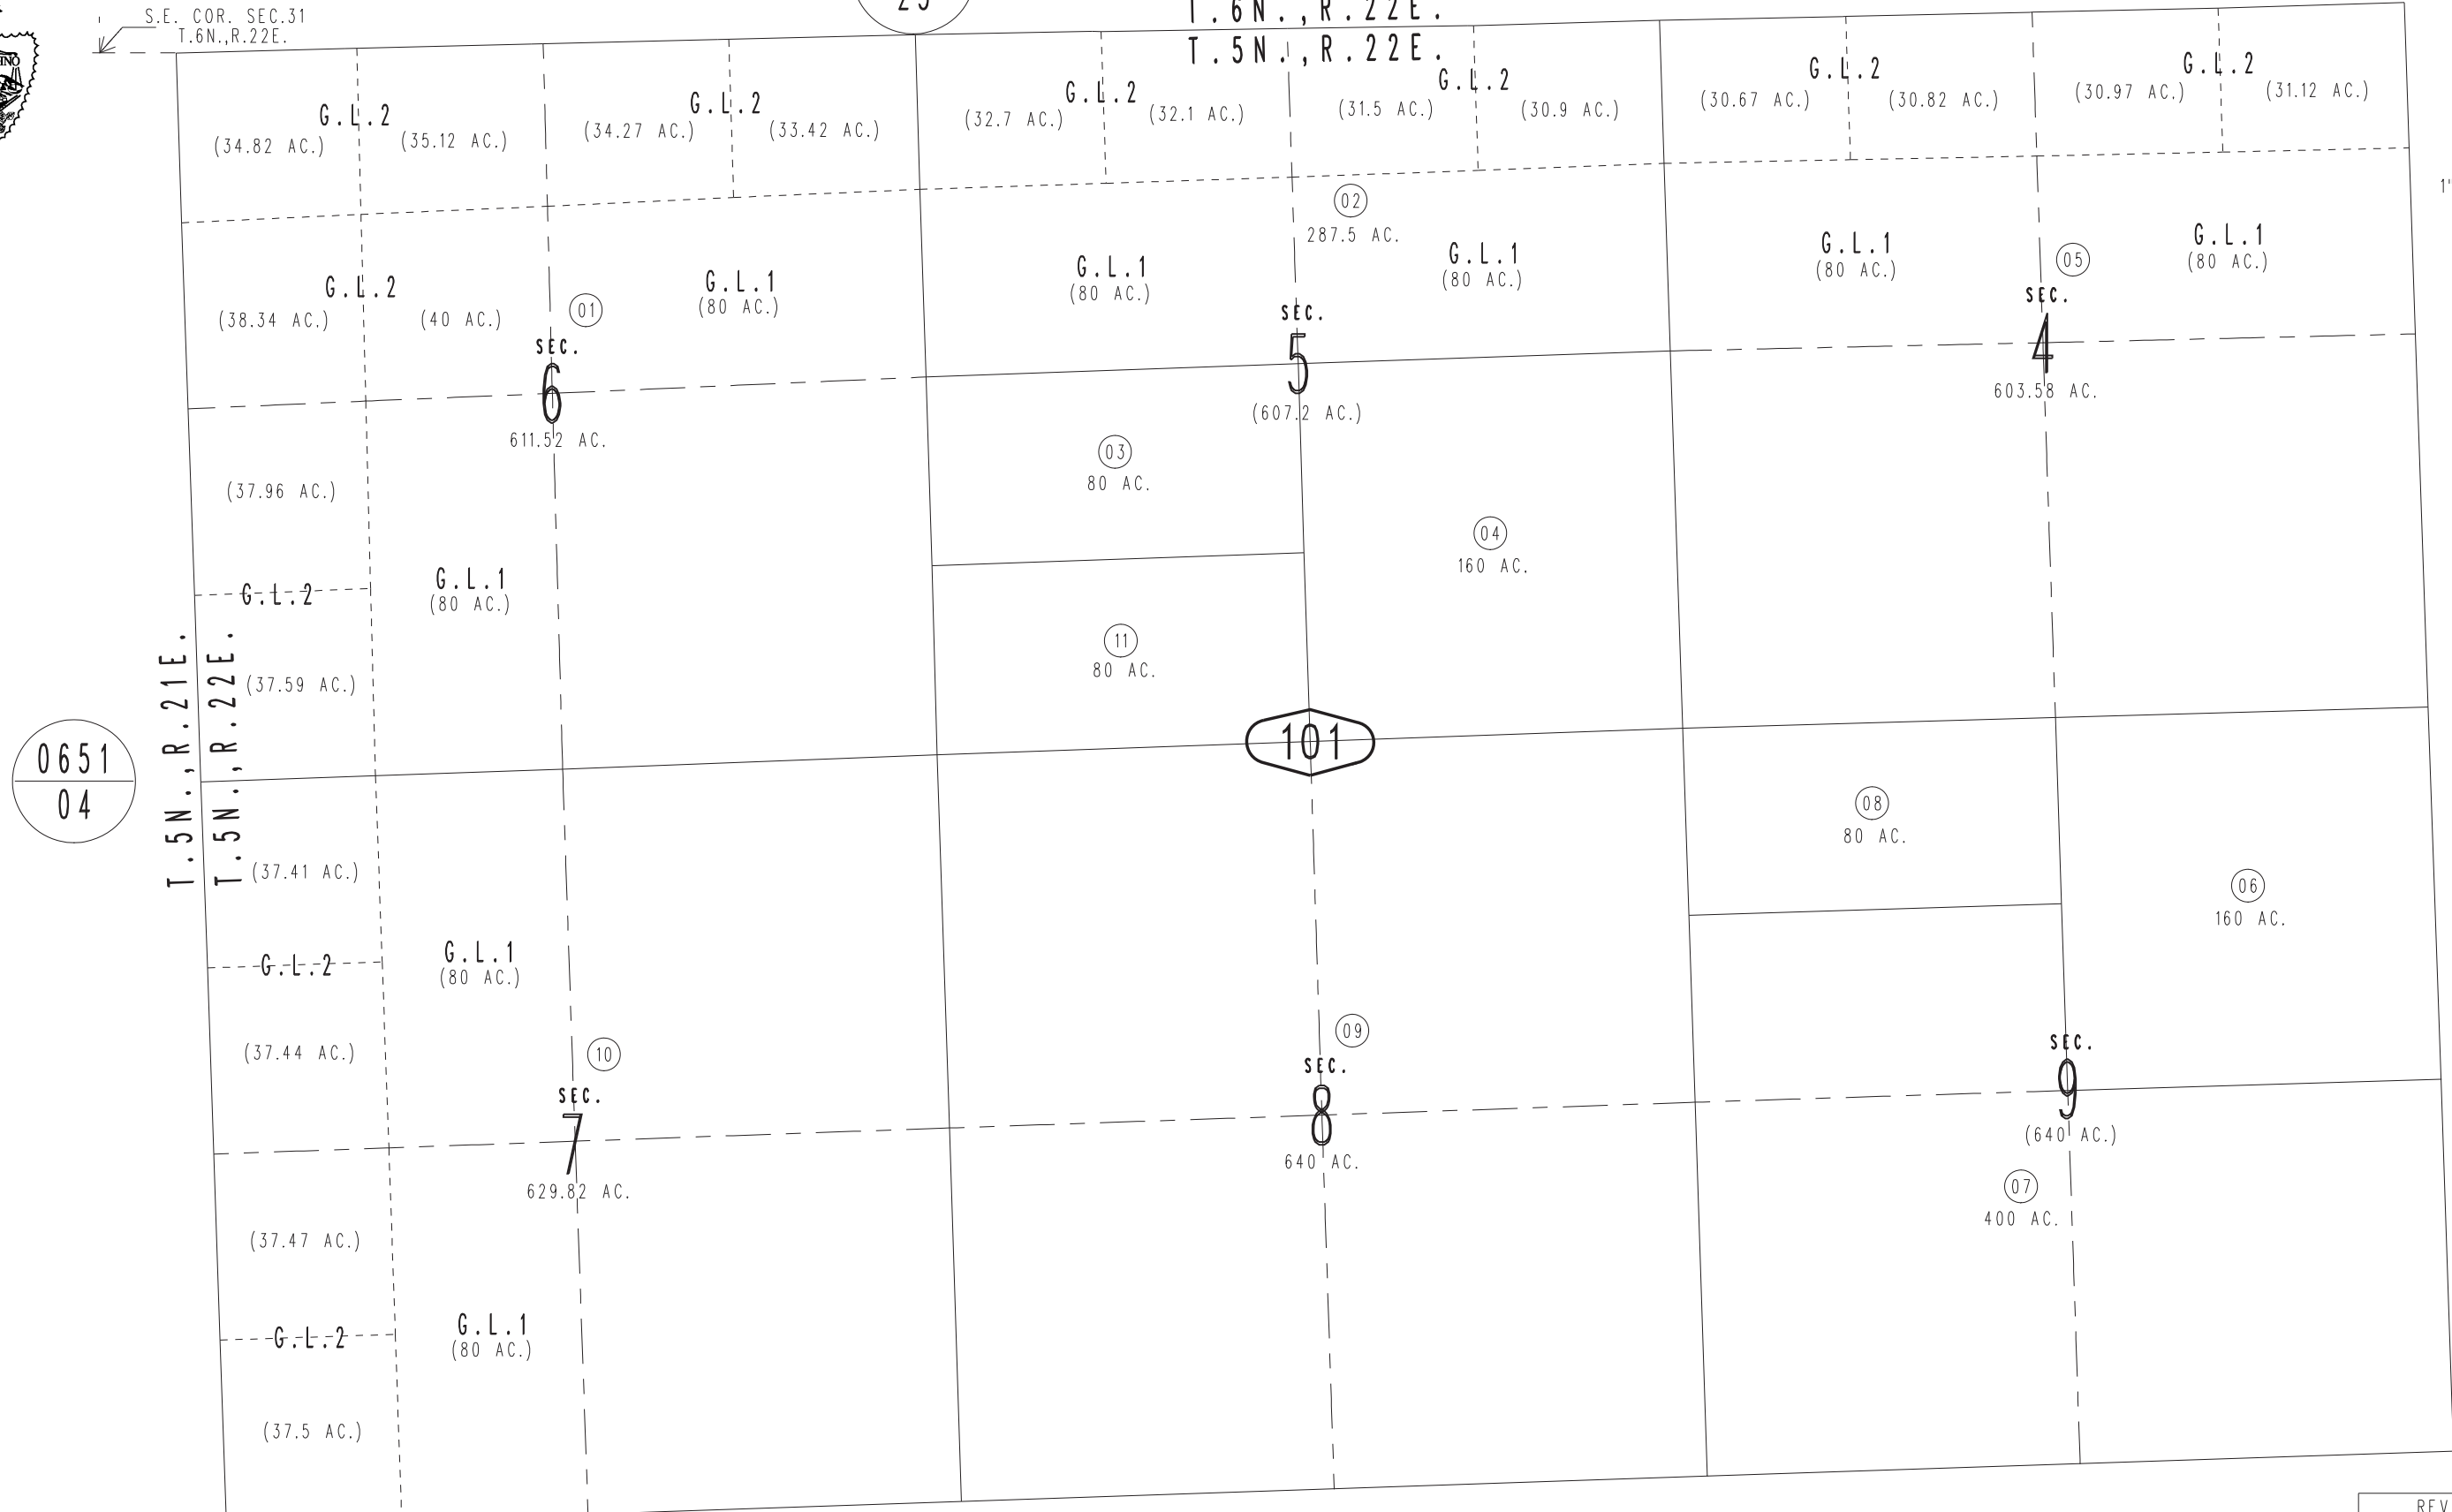 S.E. COR. SEC.31
T.6N.,R.22E.
T.6N.,R.22E.
T.5N.,R.22E.
G.L.2
(34.82 AC.) (35.12 AC.)
G.L.2
(34.27 AC.) (33.42 AC.)
G.L.2
(32.7 AC.) (32.1 AC.)
G.L.2
(31.5 AC.) (30.9 AC.)
G.L.2
(30.67 AC.) (30.82 AC.)
G.L.2
(30.97 AC.) (31.12 AC.)
1"
G.L.2
(38.34 AC.) (40 AC.)
01
G.L.1
(80 AC.)
SEC.
6
611.52 AC.
G.L.1
(80 AC.)
02
287.5 AC.
G.L.1
(80 AC.)
SEC.
5
(607.2 AC.)
G.L.1
(80 AC.)
05
G.L.1
(80 AC.)
SEC.
4
603.58 AC.
(37.96 AC.)
G.L.2
(37.59 AC.)
G.L.1
(80 AC.)
03
80 AC.
04
160 AC.
11
80 AC.
T.5N.,R.21E.
T.5N.,R.22E.
0651
04
101
(37.41 AC.)
G.L.2
(37.44 AC.)
G.L.1
(80 AC.)
08
80 AC.
06
160 AC.
10
SEC.
7
629.82 AC.
09
SEC.
8
640 AC.
SEC.
9
(640 AC.)
07
400 AC.
(37.47 AC.)
G.L.2
(37.5 AC.)
G.L.1
(80 AC.)
REV